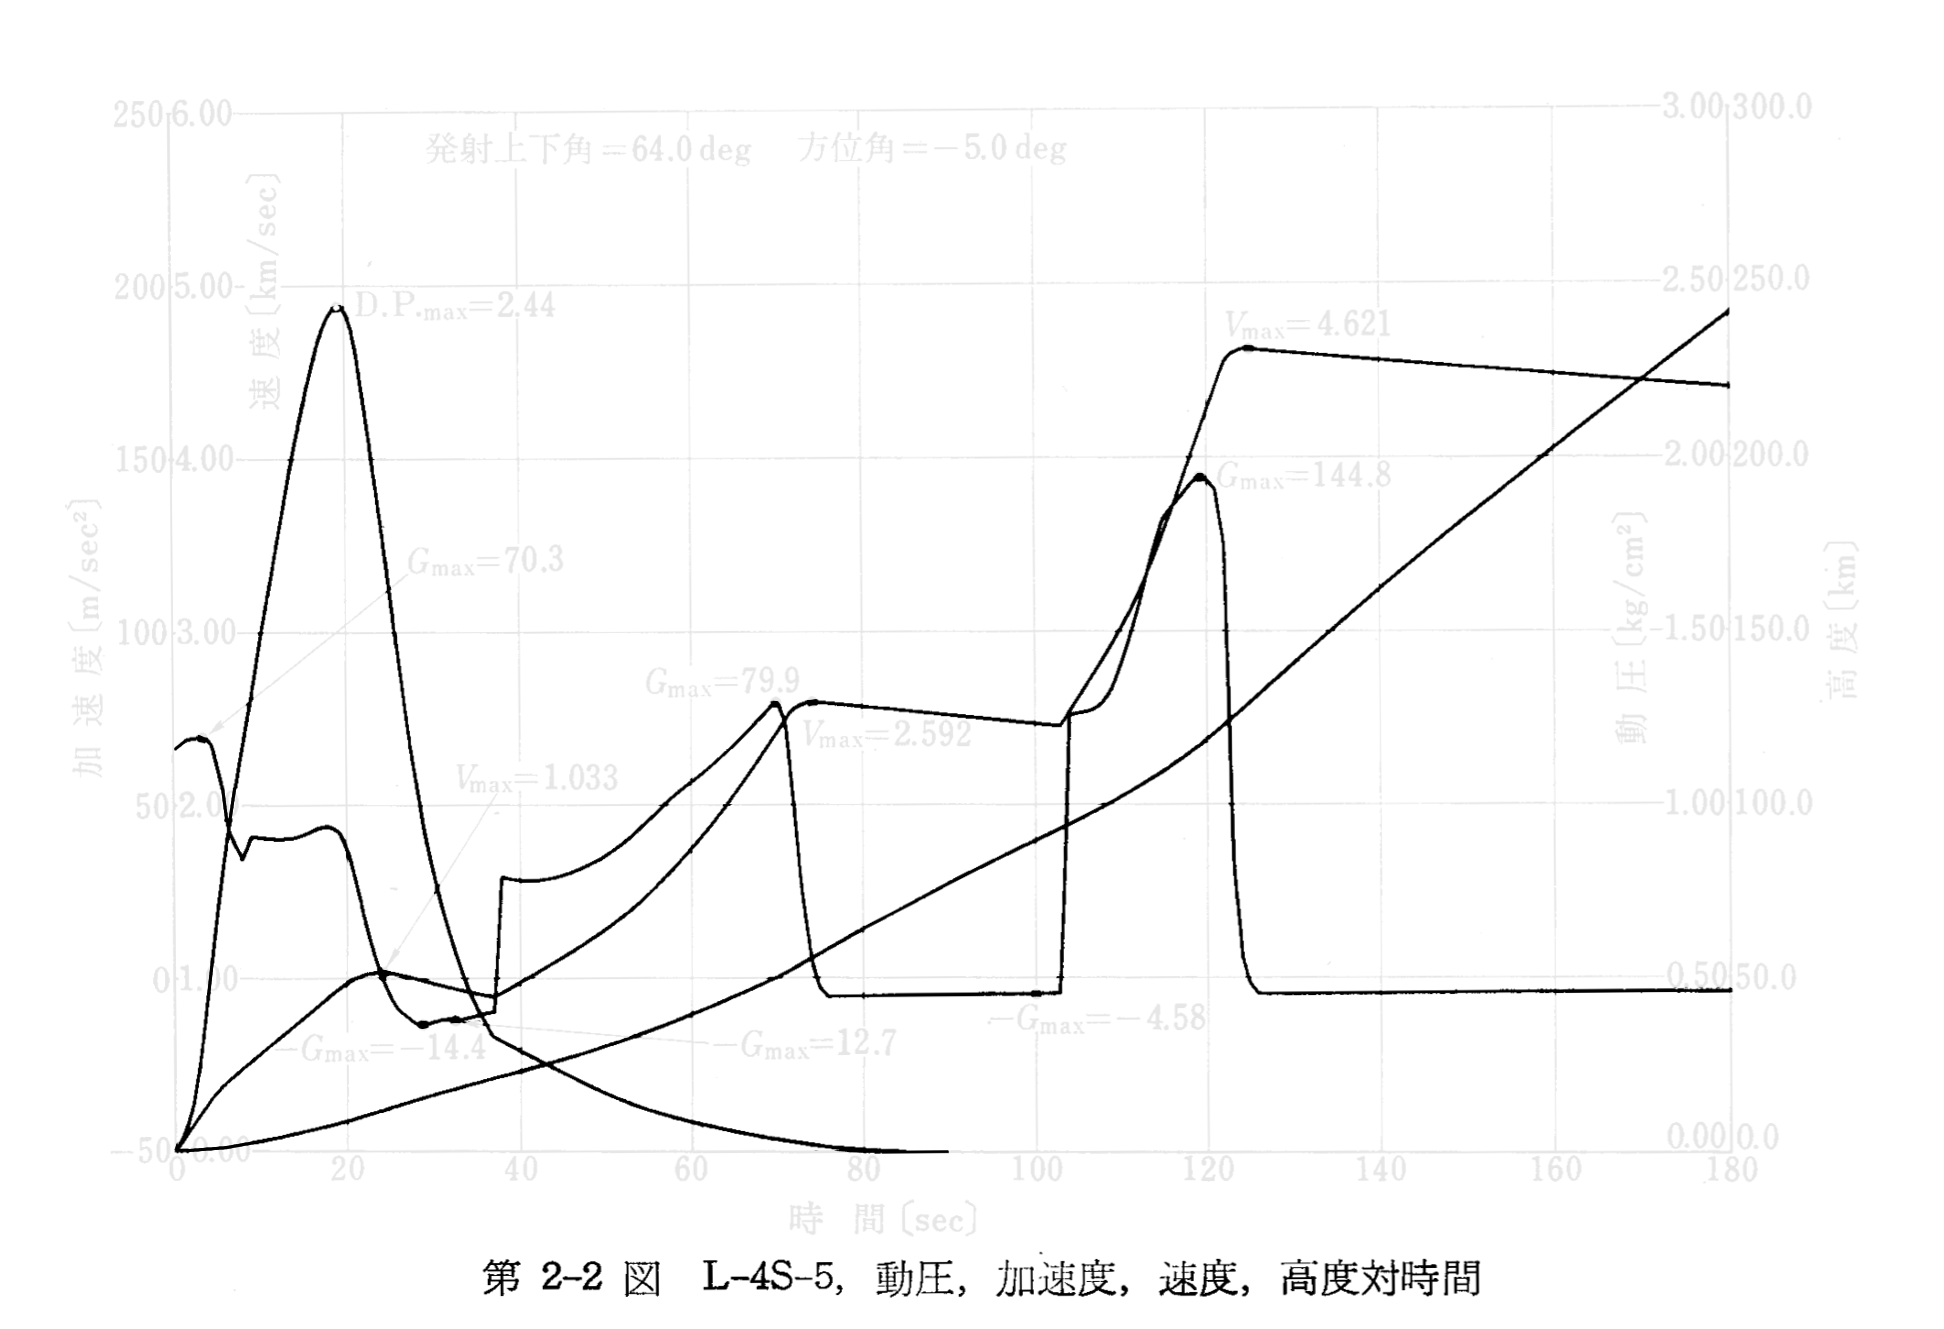 250 6.00
3.00 300.0
発射上下角=64.0 deg 方位角=−5.0 deg
速度〔km/sec〕
200 5.00
2.50 250.0
D.P.max=2.44
Vmax=4.621
150 4.00
2.00 200.0
Gmax=144.8
加速度〔m/sec²〕
動圧〔kg/cm²〕
高度〔km〕
Gmax=70.3
100 3.00
1.50 150.0
Gmax=79.9
Vmax=2.592
Vmax=1.033
50 2.00
1.00 100.0
0 1.00
0.50 50.0
−Gmax=−4.58
−Gmax=−14.4
−Gmax=12.7
−50 0.00
0.00 0.0
0 20 40 60 80 100 120 140 160 180
時間〔sec〕
第 2-2 図 L-4S-5, 動圧, 加速度, 速度, 高度対時間